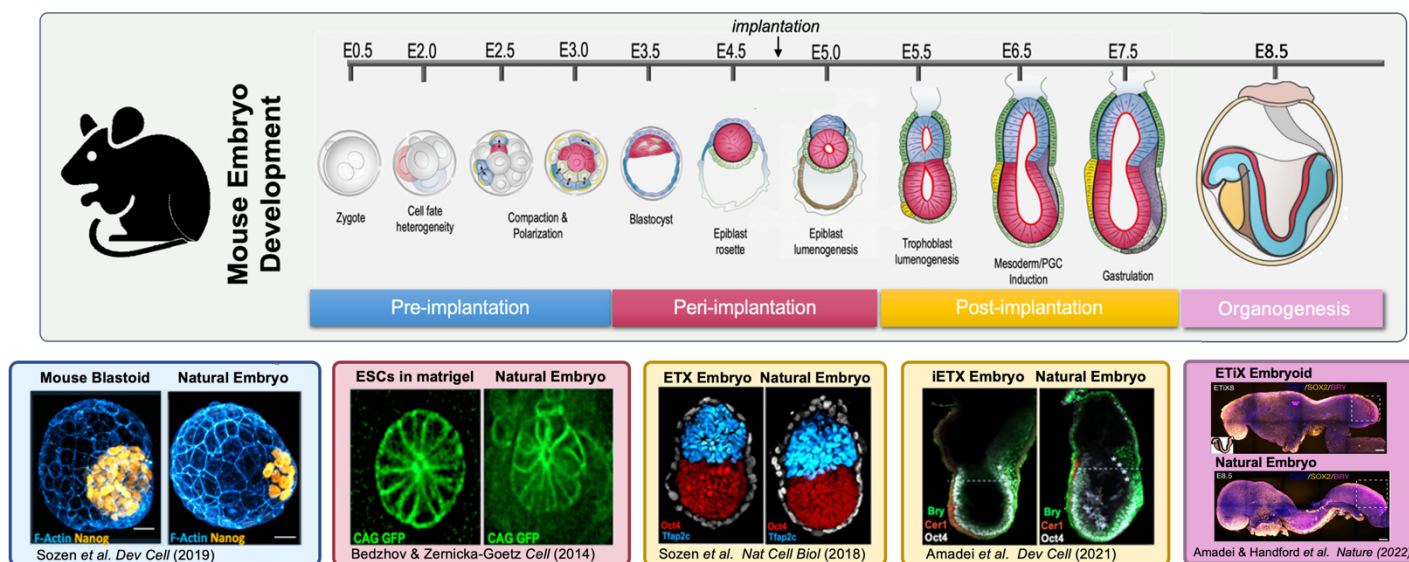 implantation
E0.5 E2.0 E2.5 E3.0 E3.5 E4.5 E5.0 E5.5 E6.5 E7.5 E8.5
Mouse Embryo
Development
Zygote
Cell fate
heterogeneity
Compaction &
Polarization
Blastocyst
Epiblast
rosette
Epiblast
lumenogenesis
Trophoblast
lumenogenesis
Mesoderm/PGC
Induction
Gastrulation
Pre-implantation Peri-implantation Post-implantation Organogenesis
Mouse Blastoid Natural Embryo
F-Actin Nanog F-Actin Nanog
Sozen et al. Dev Cell (2019)
ESCs in matrigel Natural Embryo
CAG GFP CAG GFP
Bedzhov & Zernicka-Goetz Cell (2014)
ETX Embryo Natural Embryo
Oct4
Tfap2c
Oct4
Tfap2c
Sozen et al. Nat Cell Biol (2018)
iETX Embryo Natural Embryo
Bry
Cer1
Oct4
Bry
Cer1
Oct4
Amadei et al. Dev Cell (2021)
ETiX Embryoid
ETiX8 /SOX2/BRY
Natural Embryo
E8.5 /SOX2/BRY
Amadei & Handford et al. Nature (2022)